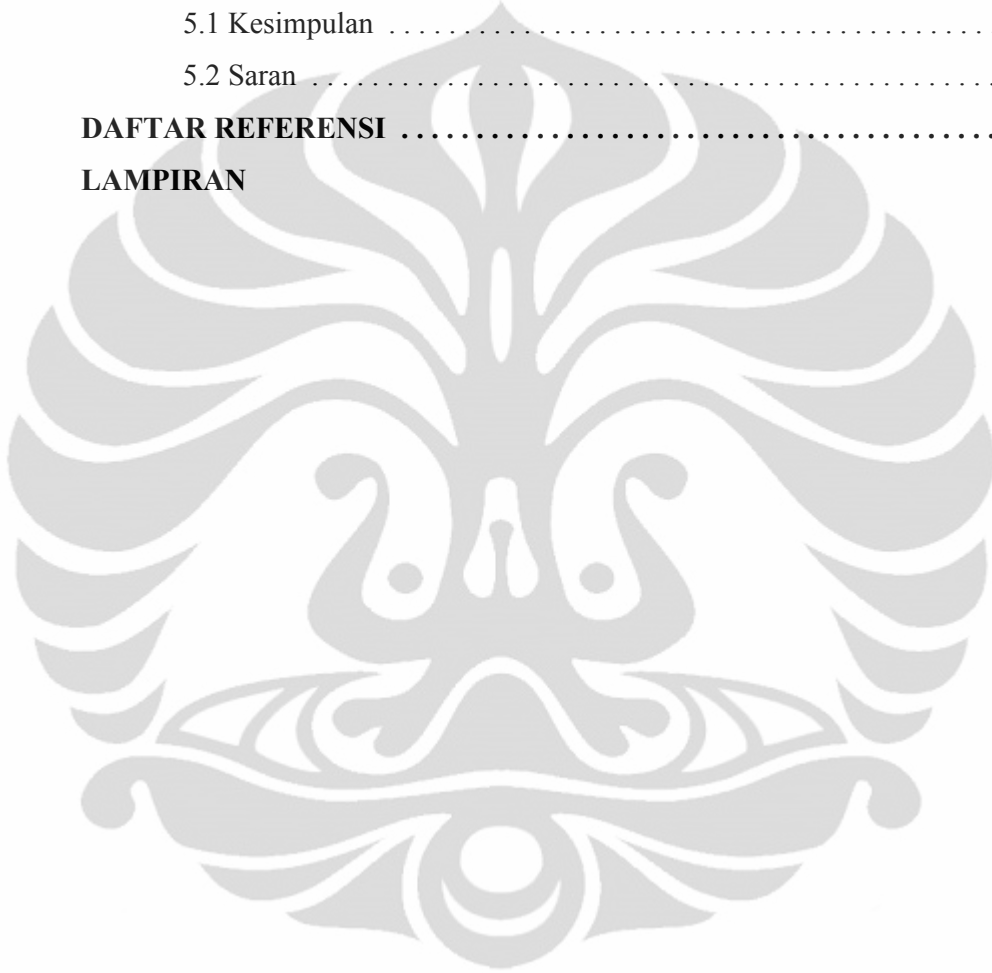 5.1 Kesimpulan . . . . . . . . . . . . . . . . . . . . . . . . . . . . . . . . . . . . . . . .
5.2 Saran . . . . . . . . . . . . . . . . . . . . . . . . . . . . . . . . . . . . . . . . . . . . .
DAFTAR REFERENSI . . . . . . . . . . . . . . . . . . . . . . . . . . . . . . . . . . . . . . .
LAMPIRAN